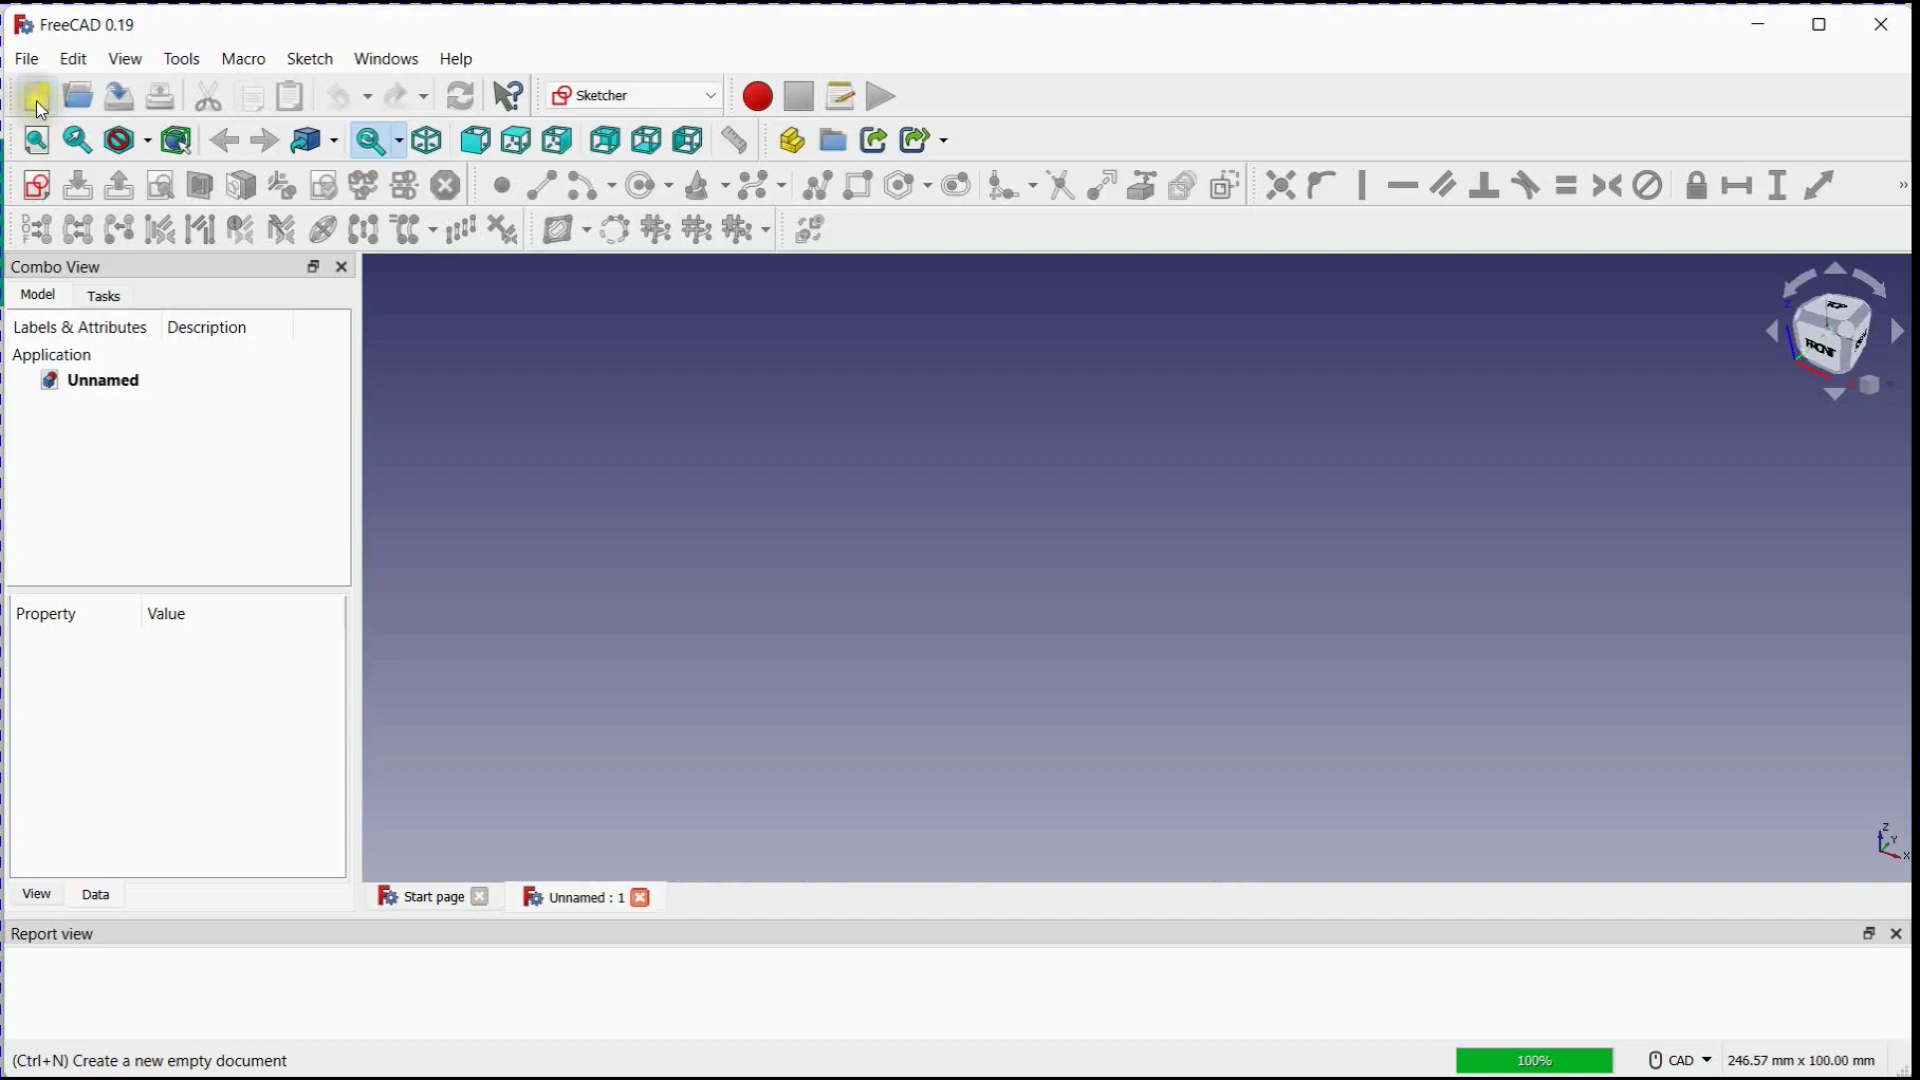 FreeCAD 0.19
File Edit View Tools Macro Sketch Windows Help
Sketcher
Combo View
Model Tasks
Labels & Attributes Description
Application
Unnamed
TOP
FRONT
Property Value
Z
Y
X
View Data
Start page Unnamed : 1
Report view
(Ctrl+N) Create a new empty document 100% CAD 246.57 mm x 100.00 mm